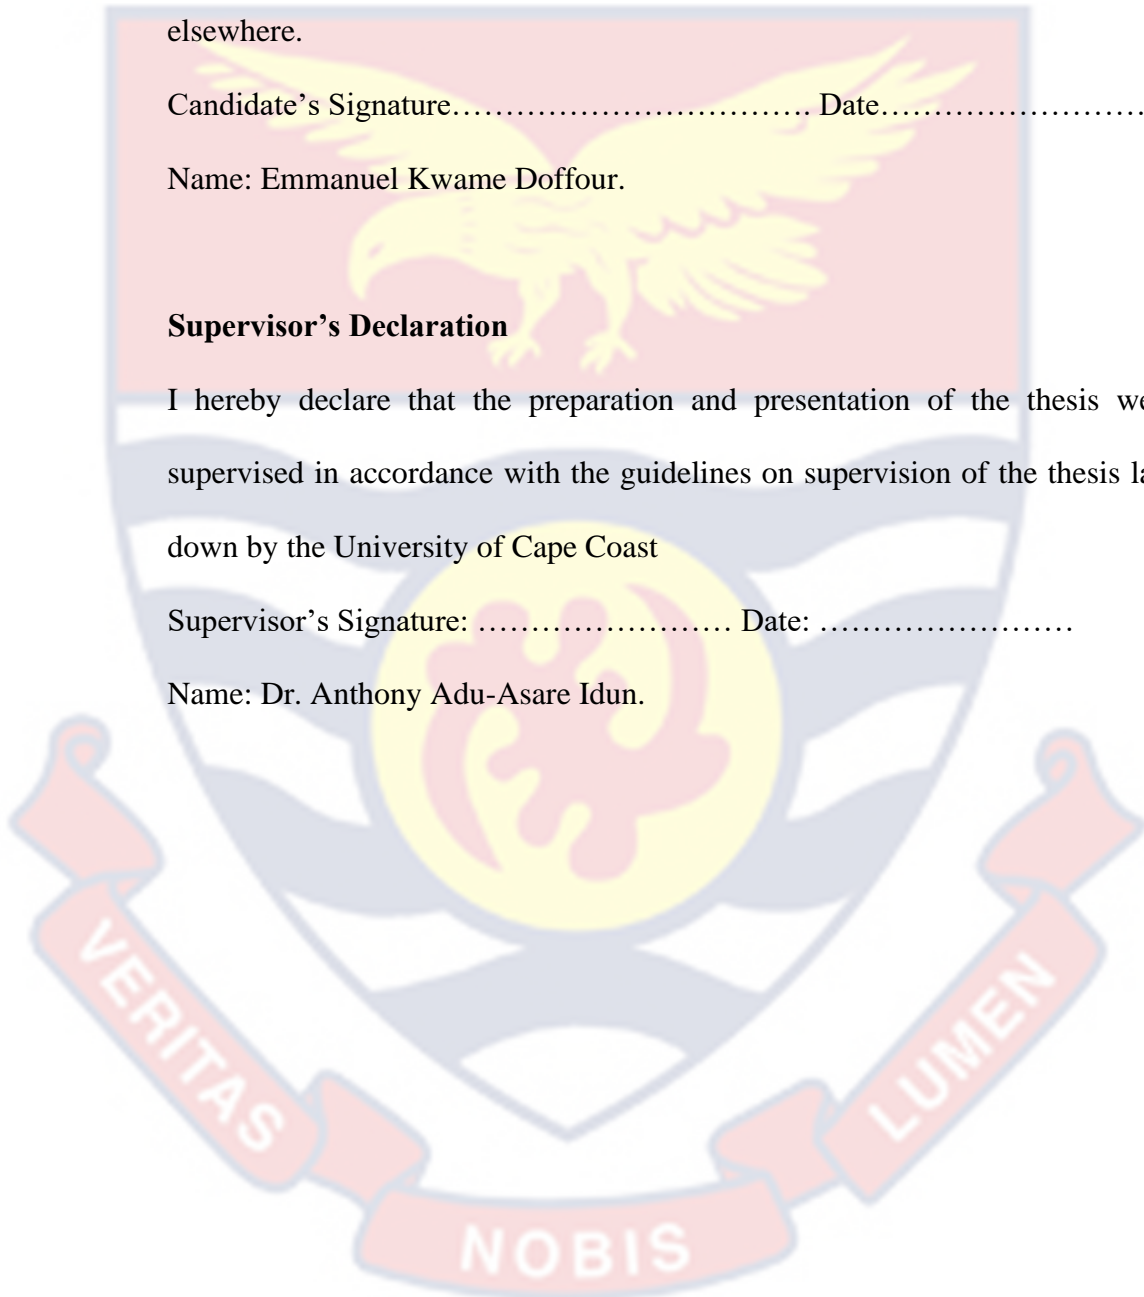 elsewhere.
Candidate’s Signature……………………………. Date……………………
Name: Emmanuel Kwame Doffour.
Supervisor’s Declaration
I hereby declare that the preparation and presentation of the thesis we
supervised in accordance with the guidelines on supervision of the thesis la
down by the University of Cape Coast
Supervisor’s Signature: …………………… Date: ……………………
Name: Dr. Anthony Adu-Asare Idun.
VERITAS
NOBIS
LUMEN